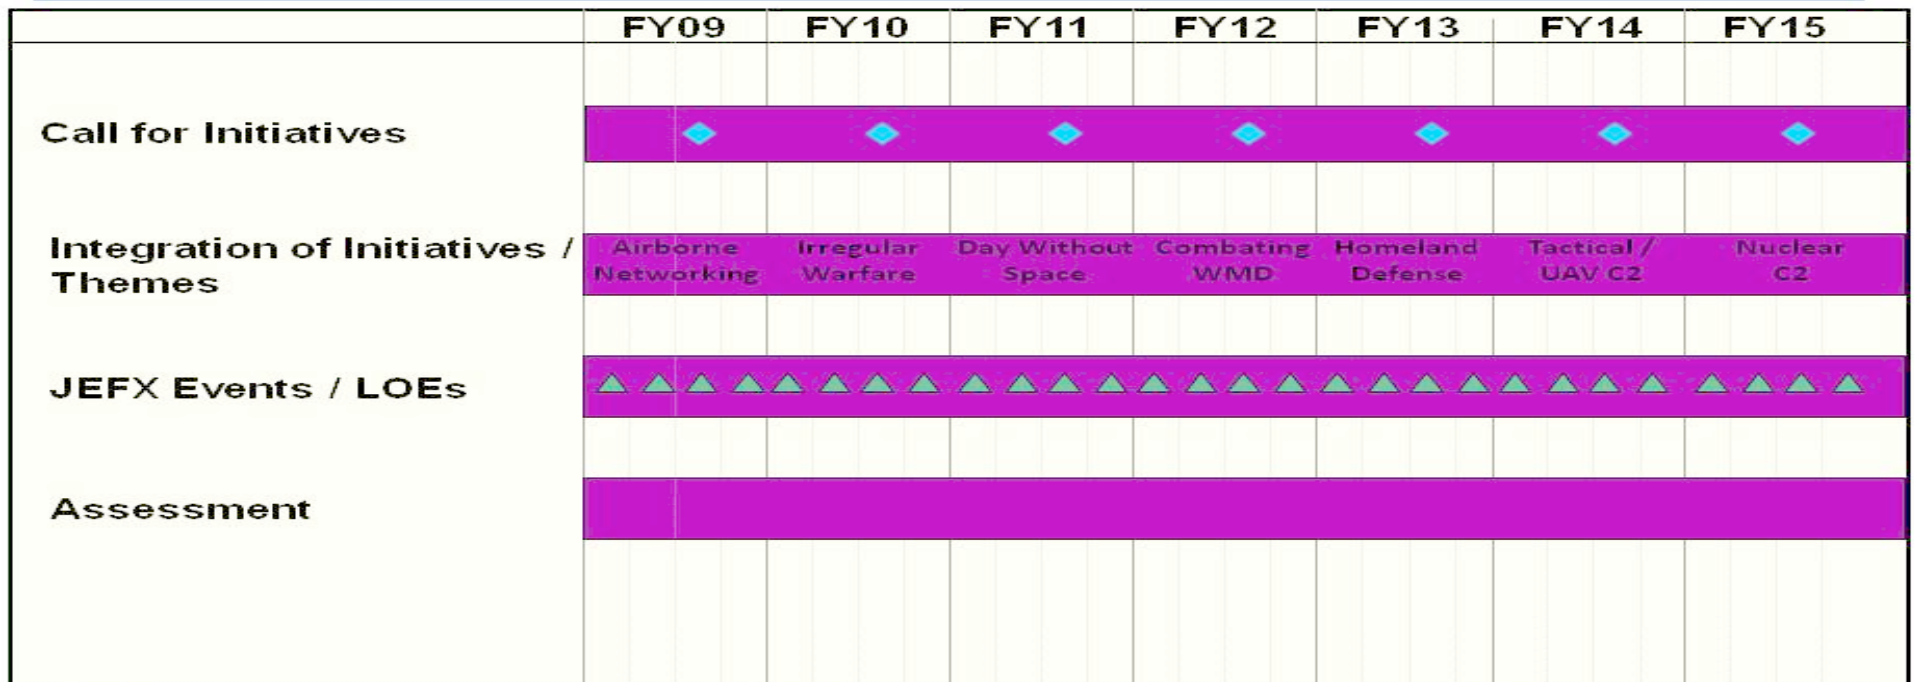 FY09 FY10 FY11 FY12 FY13 FY14 FY15
Call for Initiatives
Integration of Initiatives /
Themes
Airborne
Networking
Irregular
Warfare
Day Without
Space
Combating
WMD
Homeland
Defense
Tactical /
UAV C2
Nuclear
C2
JEFX Events / LOEs
Assessment